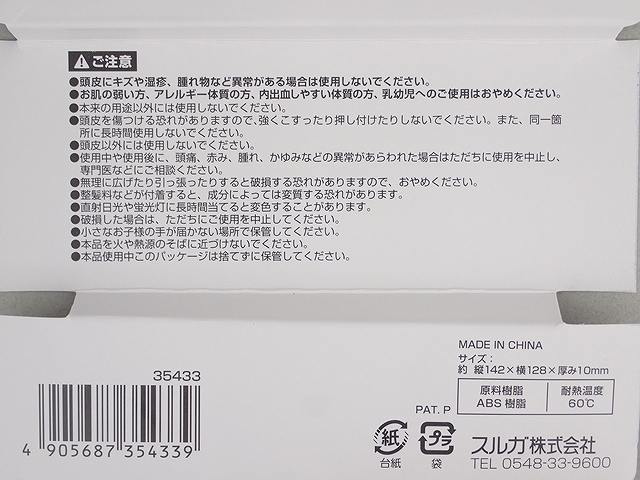 ご注意
●頭皮にキズや湿疹、腫れ物など異常がある場合は使用しないでください。
●お肌の弱い方、アレルギー体質の方、内出血しやすい体質の方、乳幼児へのご使用はおやめください。
●本来の用途以外には使用しないでください。
●頭皮を傷つける恐れがありますので、強くこすったり押し付けたりしないでください。また、同一箇
所に長時間使用しないでください。
●頭皮以外には使用しないでください。
●使用中や使用後に、頭痛、赤み、腫れ、かゆみなどの異常があらわれた場合はただちに使用を中止し、
専門医などにご相談ください。
●無理に広げたり引っ張ったりすると破損する恐れがありますので、おやめください。
●整髪料などが付着すると、成分によっては変質する恐れがあります。
●直射日光や蛍光灯に長時間当てると変色することがあります。
●破損した場合は、ただちにご使用を中止してください。
●小さなお子様の手が届かない場所で保管してください。
●本品を火や熱源のそばに近づけないでください。
●本品使用中このパッケージは捨てずに保管してください。
MADE IN CHINA
サイズ：
約 縦142×横128×厚み10mm
原料樹脂 耐熱温度
ABS 樹脂 60℃
35433
4 905687 354339
PAT. P
紙 プラ
台紙 袋
スルガ株式会社
TEL 0548-33-9600